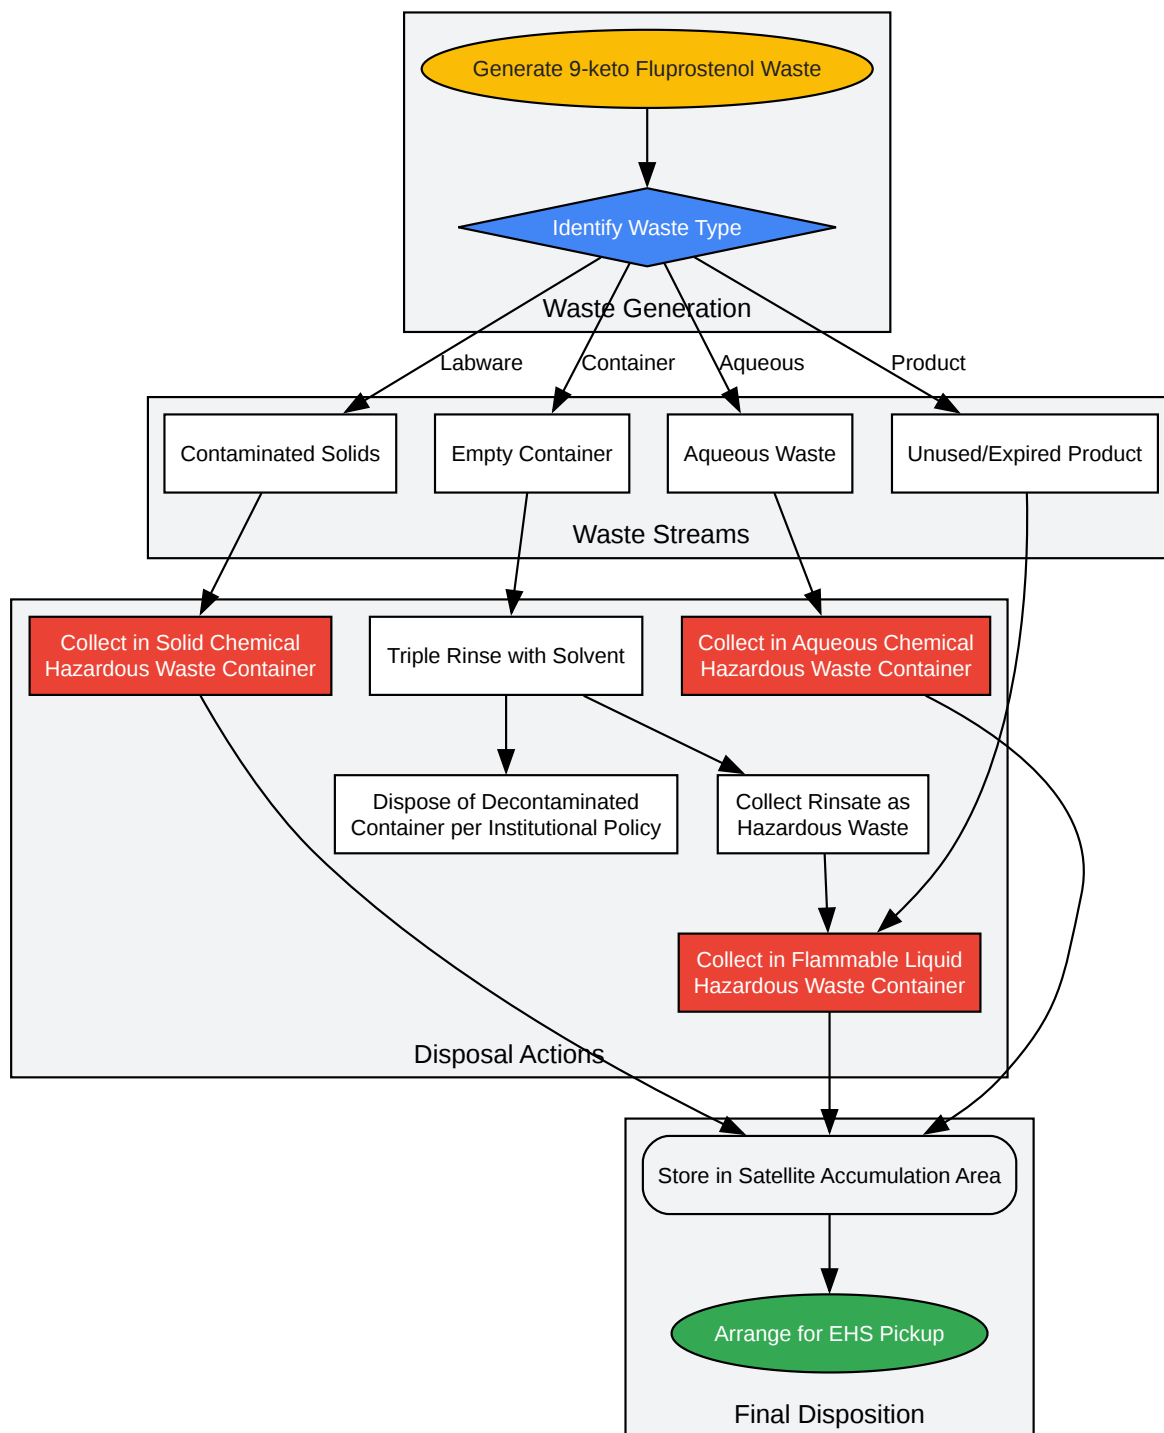 Generate 9-keto Fluprostenol Waste
Identify Waste Type
Waste Generation
Labware
Container
Aqueous
Product
Contaminated Solids
Empty Container
Aqueous Waste
Unused/Expired Product
Waste Streams
Collect in Solid Chemical
Hazardous Waste Container
Triple Rinse with Solvent
Collect in Aqueous Chemical
Hazardous Waste Container
Dispose of Decontaminated
Container per Institutional Policy
Collect Rinsate as
Hazardous Waste
Collect in Flammable Liquid
Hazardous Waste Container
Disposal Actions
Store in Satellite Accumulation Area
Arrange for EHS Pickup
Final Disposition